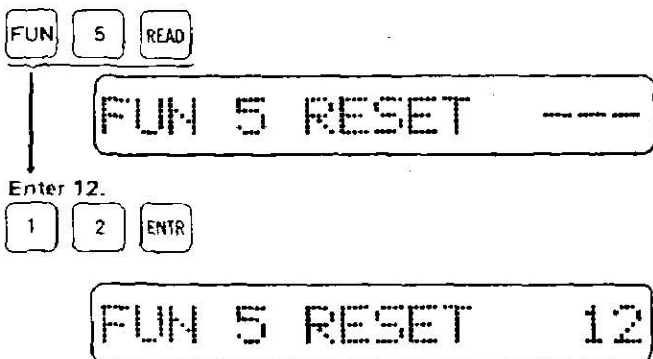 FUN 5 READ
FUN 5 RESET ---
Enter 12.
1 2 ENTR
FUN 5 RESET 12